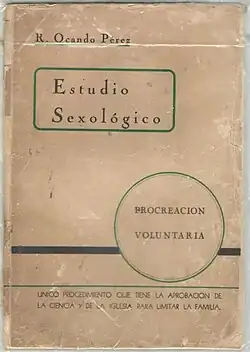 R. Ocando Pérez
Estudio
Sexológico
PROCREACION
VOLUNTARIA
UNICO PROCEDIMIENTO QUE TIENE LA APROBACION DE
LA CIENCIA Y DE LA IGLESIA PARA LIMITAR LA FAMILIA.